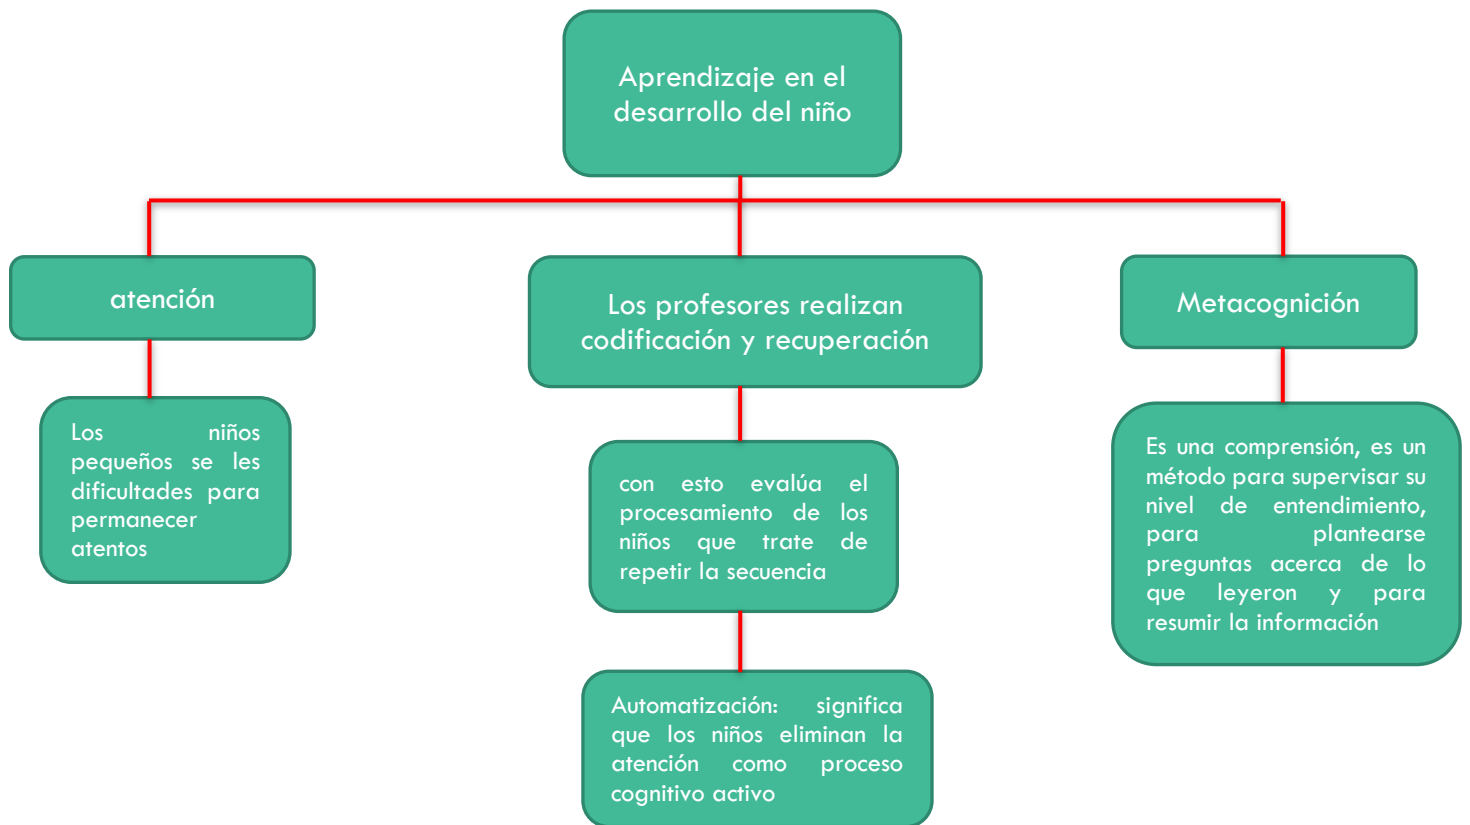 Aprendizaje en el
desarrollo del niño
atención
Los profesores realizan
codificación y recuperación
Metacognición
Los niños
pequeños se les
dificultades para
permanecer
atentos
con esto evalúa el
procesamiento de los
niños que trate de
repetir la secuencia
Es una comprensión, es un
método para supervisar su
nivel de entendimiento,
para plantearse
preguntas acerca de lo
que leyeron y para
resumir la información
Automatización: significa
que los niños eliminan la
atención como proceso
cognitivo activo